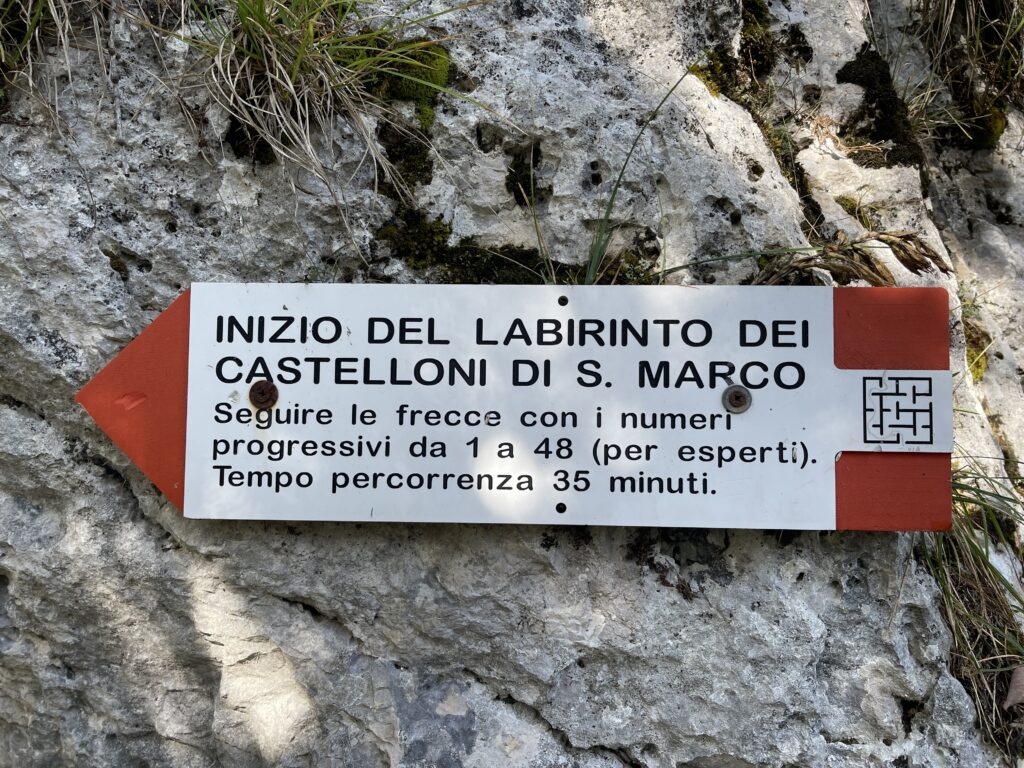 INIZIO DEL LABIRINTO DEI
CASTELLONI DI S. MARCO
Seguire le frecce con i numeri
progressivi da 1 a 48 (per esperti).
Tempo percorrenza 35 minuti.